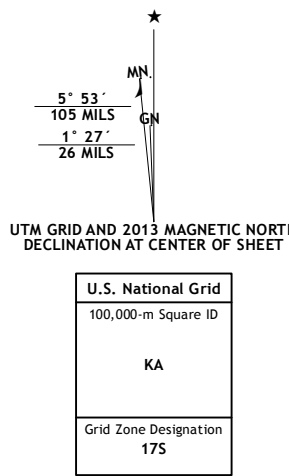 ★
MN.
GN
5° 53´
105 MILS
1° 27´
26 MILS
UTM GRID AND 2013 MAGNETIC NORTH
DECLINATION AT CENTER OF SHEET
U.S. National Grid
100,000-m Square ID
KA
Grid Zone Designation
17S